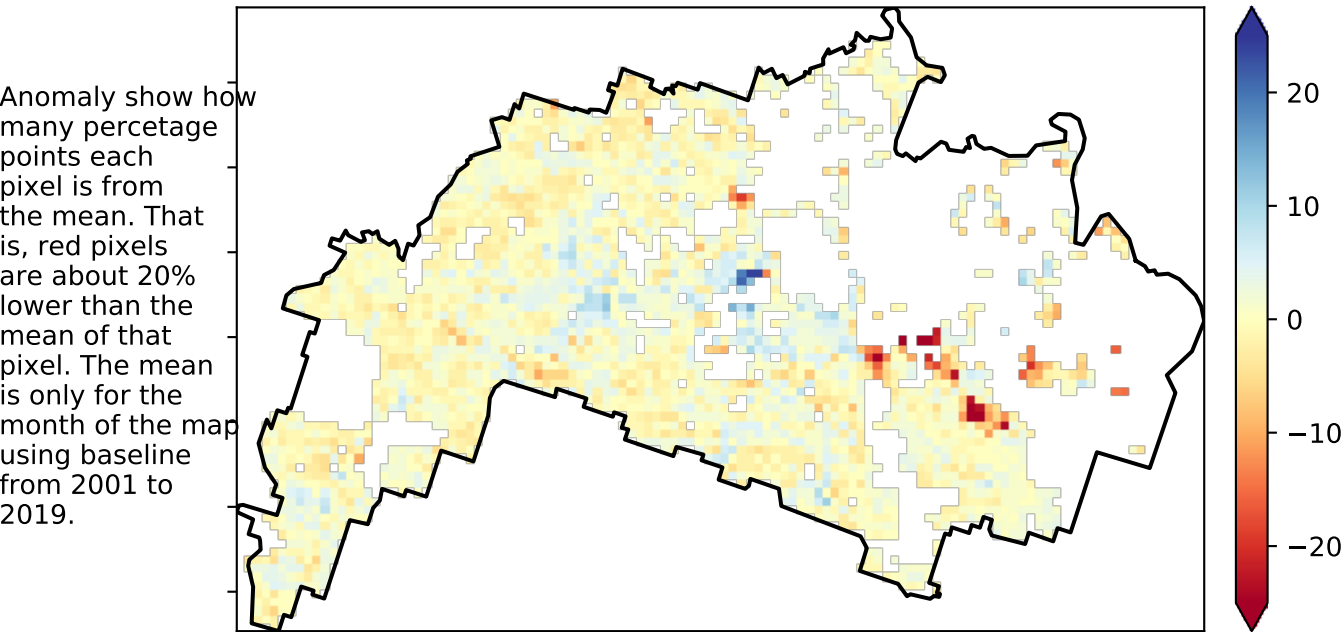 Anomaly show how
many percetage
points each
pixel is from
the mean. That
is, red pixels
are about 20%
lower than the
mean of that
pixel. The mean
is only for the
month of the map
using baseline
from 2001 to
2019.
20
10
0
−10
−20